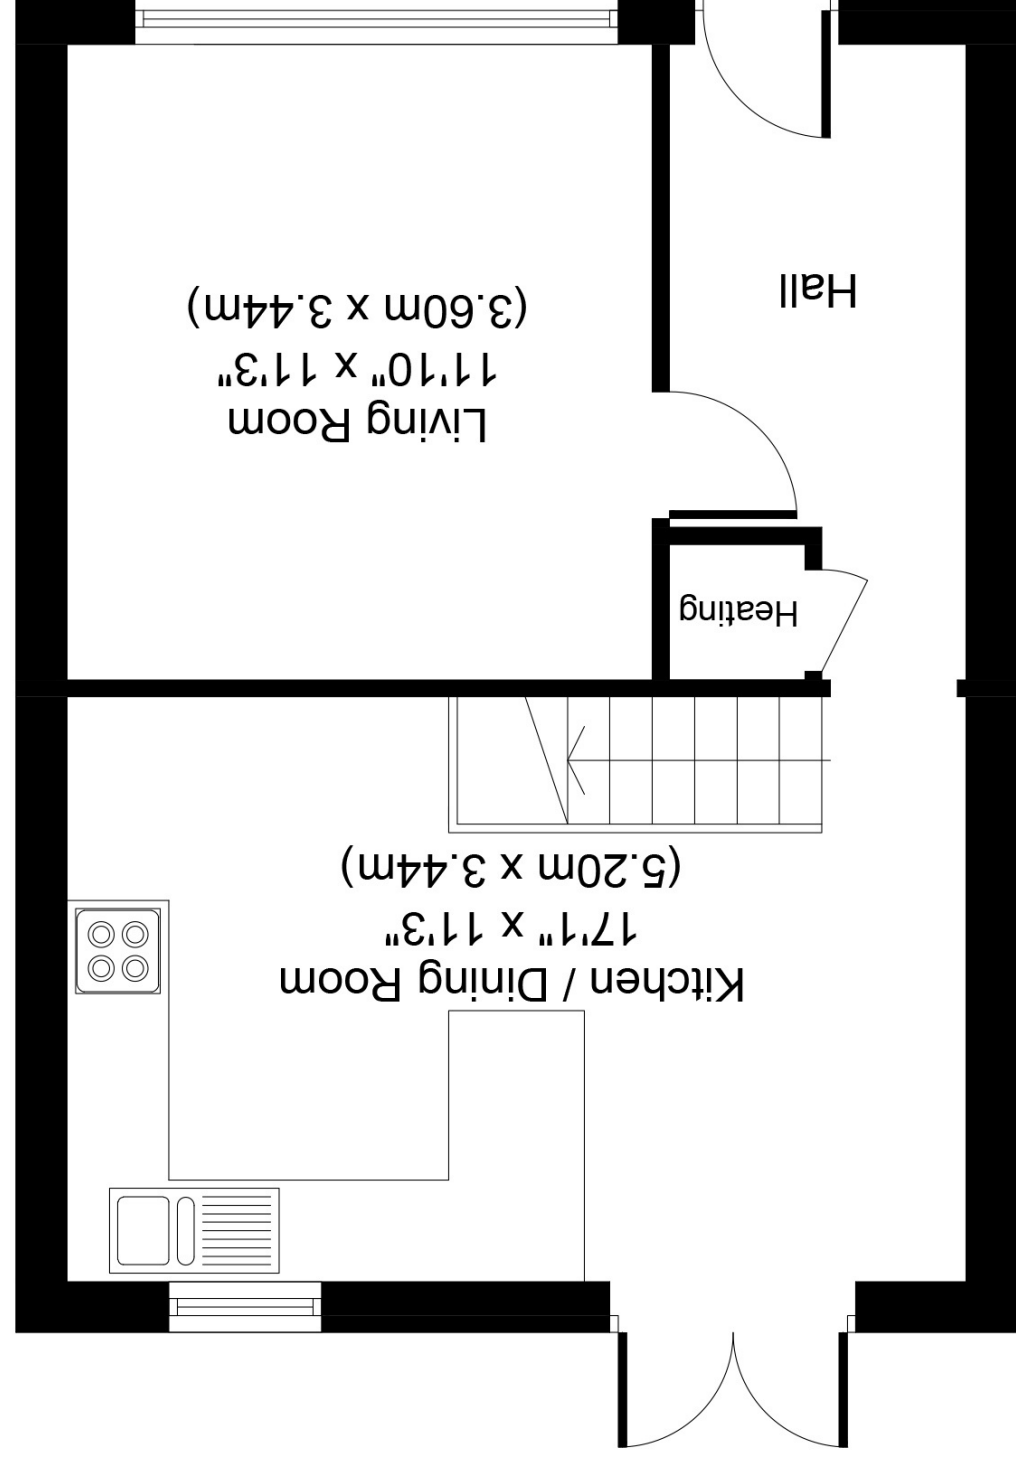 Kitchen / Dining Room
17'1" x 11'3"
(5.20m x 3.44m)
Heating
Living Room
11'10" x 11'3"
(3.60m x 3.44m)
Hall